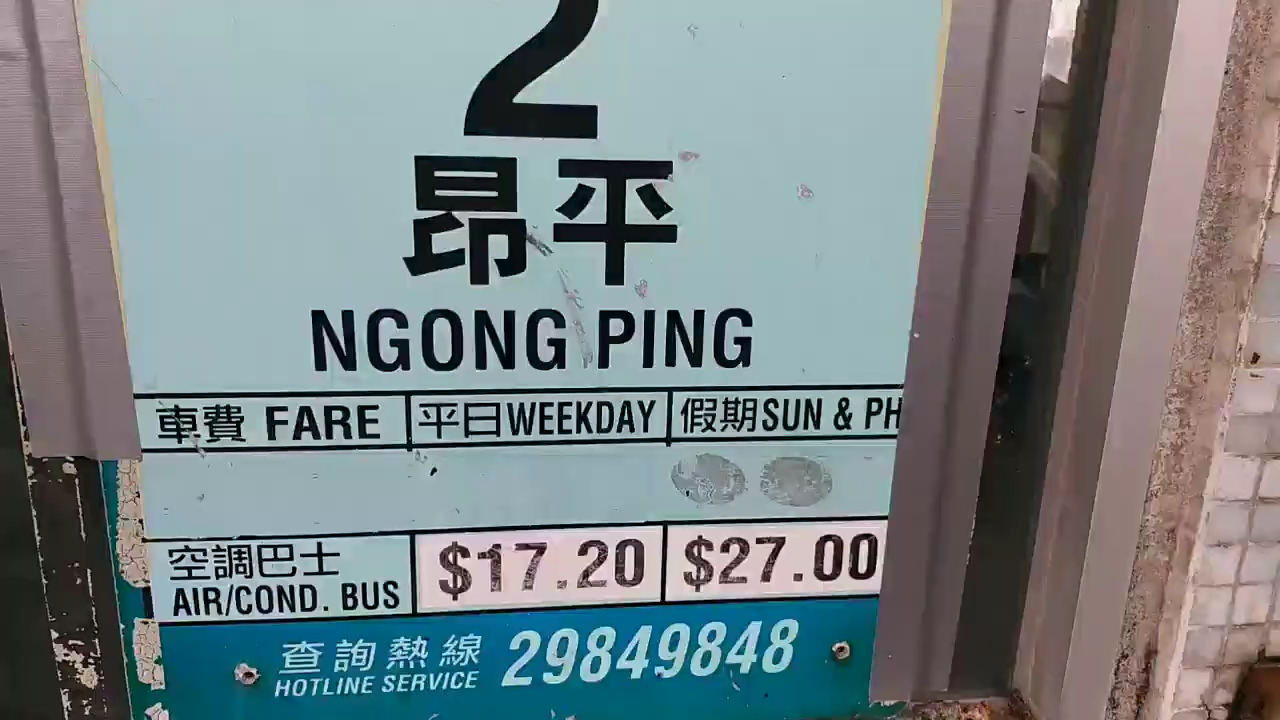 2
昂平
NGONG PING
車費 FARE 平日WEEKDAY 假期SUN & PH
空調巴士
AIR/COND. BUS $17.20 $27.00
查詢熱線
HOTLINE SERVICE 29849848